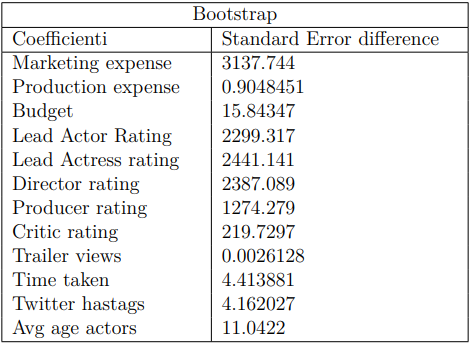 Bootstrap
Coefficienti Standard Error difference
Marketing expense 3137.744
Production expense 0.9048451
Budget 15.84347
Lead Actor Rating 2299.317
Lead Actress rating 2441.141
Director rating 2387.089
Producer rating 1274.279
Critic rating 219.7297
Trailer views 0.0026128
Time taken 4.413881
Twitter hastags 4.162027
Avg age actors 11.0422